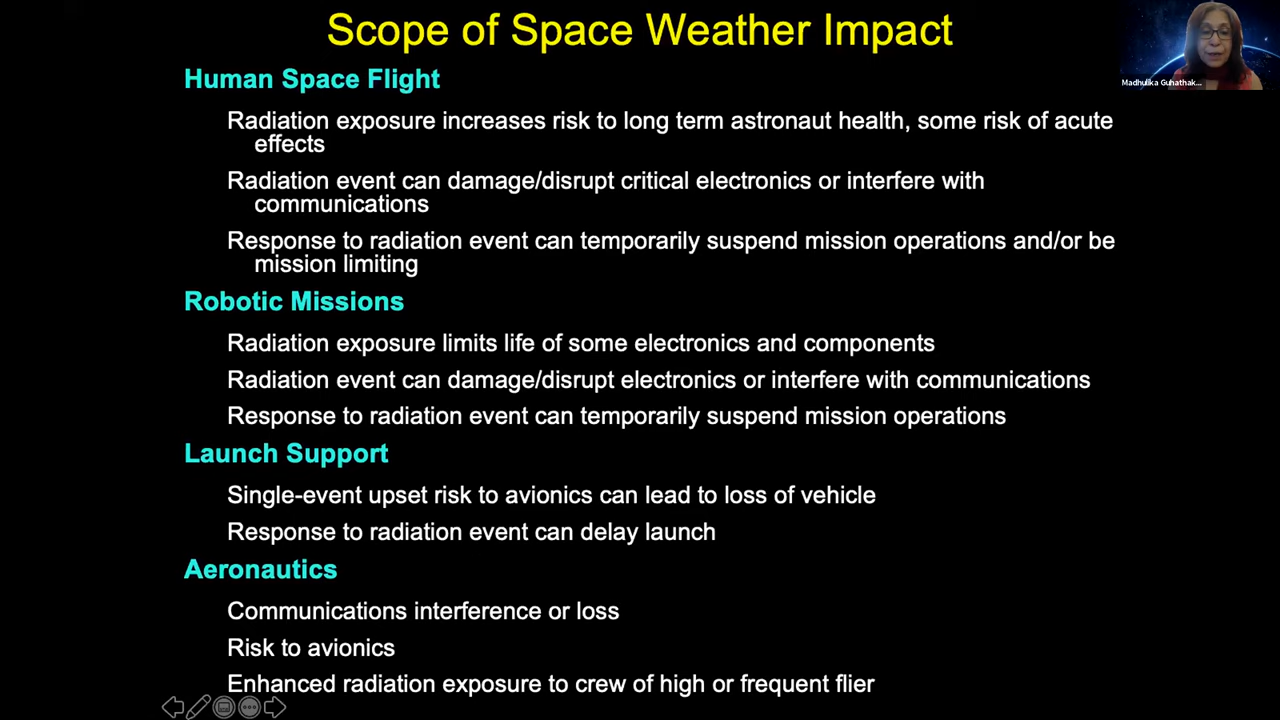 Scope of Space Weather Impact
Madhulika Guhathak...
Human Space Flight
Radiation exposure increases risk to long term astronaut health, some risk of acute
effects
Radiation event can damage/disrupt critical electronics or interfere with
communications
Response to radiation event can temporarily suspend mission operations and/or be
mission limiting
Robotic Missions
Radiation exposure limits life of some electronics and components
Radiation event can damage/disrupt electronics or interfere with communications
Response to radiation event can temporarily suspend mission operations
Launch Support
Single-event upset risk to avionics can lead to loss of vehicle
Response to radiation event can delay launch
Aeronautics
Communications interference or loss
Risk to avionics
Enhanced radiation exposure to crew of high or frequent flier